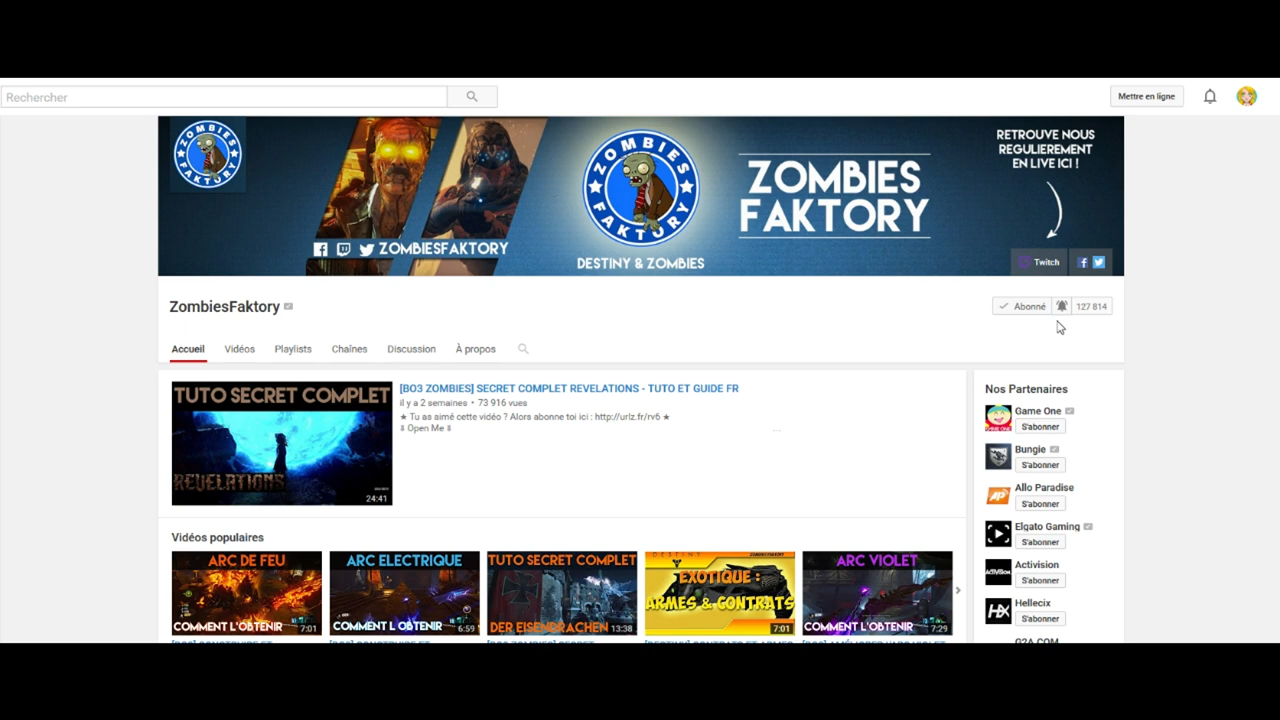 Rechercher
Mettre en ligne
ZOMBIES
FAKTORY
ZOMBIESFAKTORY
ZOMBIES
FAKTORY
DESTINY & ZOMBIES
ZOMBIES
FAKTORY
RETROUVE NOUS
REGULIEREMENT
EN LIVE ICI !
Twitch
ZombiesFaktory
Abonné
127 814
Accueil
Vidéos
Playlists
Chaînes
Discussion
À propos
TUTO SECRET COMPLET
REVELATIONS
24:41
[BO3 ZOMBIES] SECRET COMPLET REVELATIONS - TUTO ET GUIDE FR
il y a 2 semaines • 73 916 vues
★ Tu as aimé cette vidéo ? Alors abonne toi ici : http://urlz.fr/rv6 ★
⇩ Open Me ⇩
...
Vidéos populaires
ARC DE FEU
COMMENT L'OBTENIR
7:01
ARC ELECTRIQUE
COMMENT L'OBTENIR
6:59
TUTO SECRET COMPLET
DER EISENDRACHEN
13:38
DESTINY
EXOTIQUE :
ARMES & CONTRATS
7:01
ARC VIOLET
COMMENT L'OBTENIR
7:29
Nos Partenaires
Game One
S'abonner
Bungie
S'abonner
Allo Paradise
S'abonner
Elgato Gaming
S'abonner
Activision
S'abonner
Hellecix
S'abonner
G2A.COM